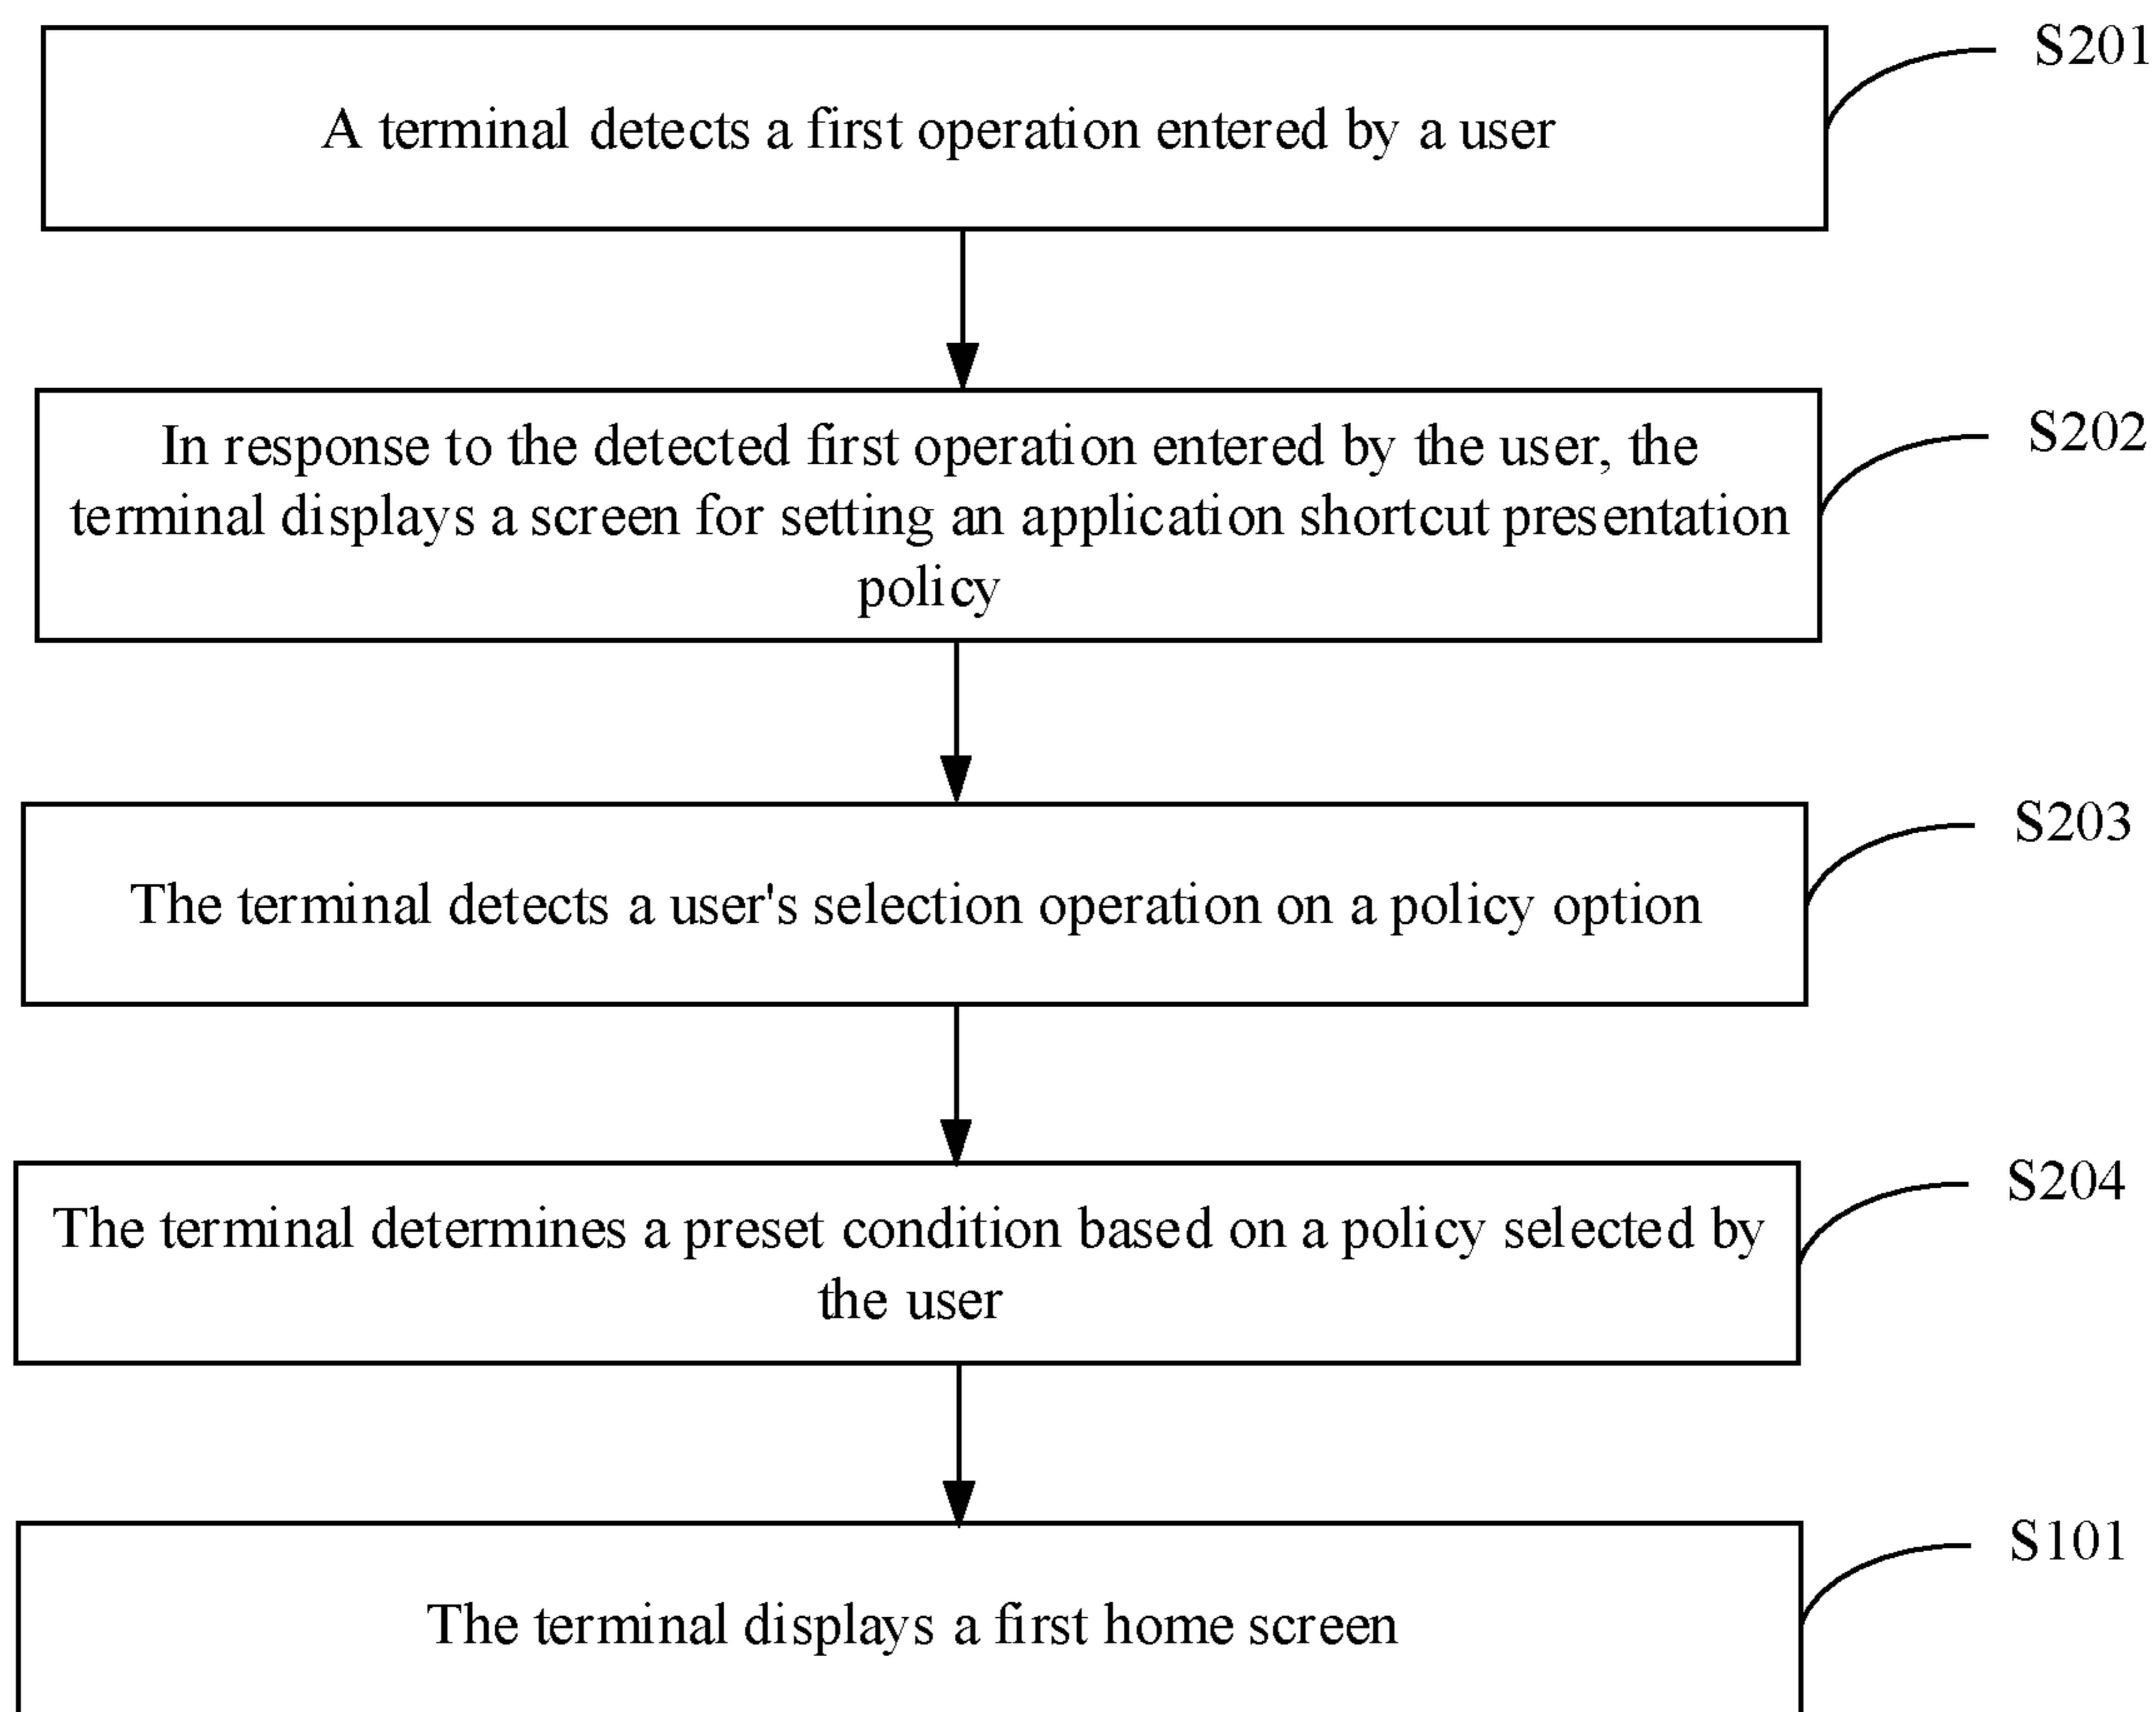 S201
A terminal detects a first operation entered by a user
S202
In response to the detected first operation entered by the user, the
terminal displays a screen for setting an application shortcut presentation
policy
S203
The terminal detects a user's selection operation on a policy option
S204
The terminal determines a preset condition based on a policy selected by
the user
S101
The terminal displays a first home screen